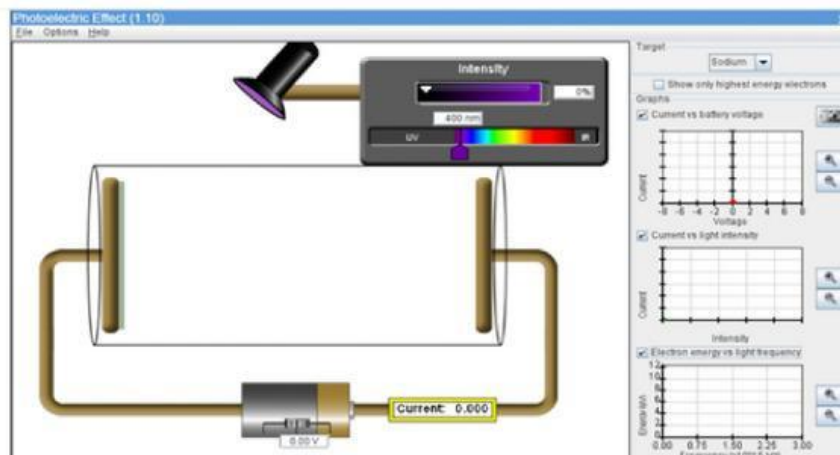 Photoelectric Effect (1.10)
File Options Help
Intensity
0%
400 nm
UV
IR
Current: 0.000
0.00 V
Target
Sodium
Show only highest energy electrons
Graphs
Current vs battery voltage
Current
-8 -6 -4 -2 0 2 4 6 8
Voltage
Current vs light intensity
Current
Intensity
Electron energy vs light frequency
12
10
8
6
4
2
0
0.00 0.75 1.50 2.25 3.00